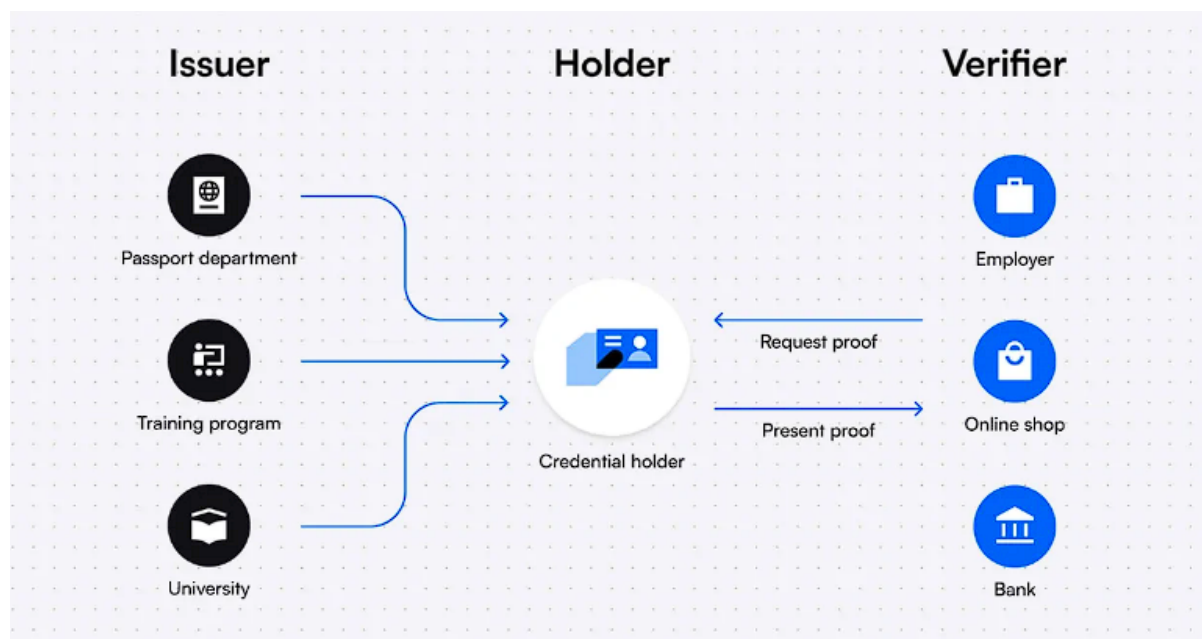 Issuer
Holder
Verifier
Passport department
Employer
Request proof
Training program
Present proof
Online shop
Credential holder
University
Bank